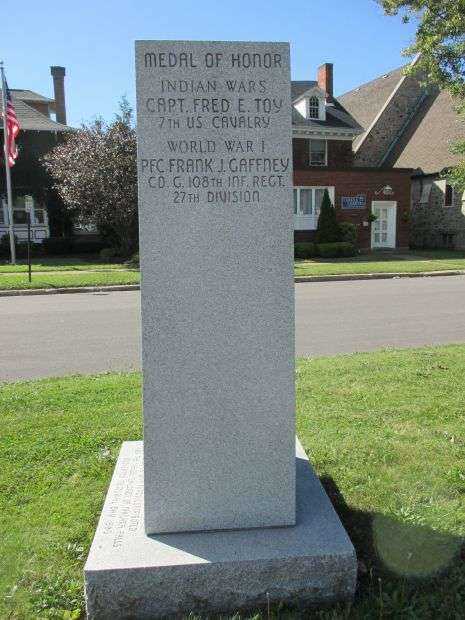 MEDAL OF HONOR
INDIAN WARS
CAPT. FRED E. TOY
7TH US CAVALRY
WORLD WAR I
PFC FRANK J. GAFFNEY
CO G. 108TH INF. REGT.
27TH DIVISION